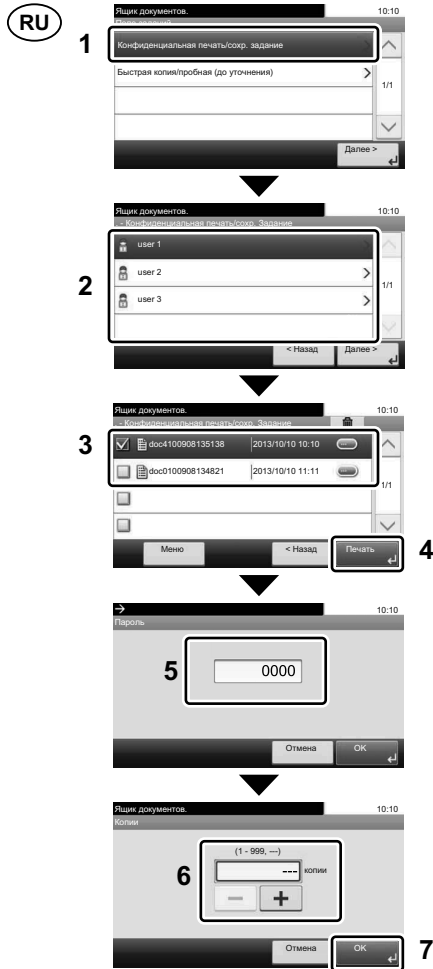 RU
Ящик документов.
10:10
1
Конфиденциальная печать/сохр. задание
Быстрая копия/пробная (до уточнения)
1/1
Далее >
Ящик документов.
10:10
- Конфиденциальная печать/сохр. Задание
2
user 1
user 2
1/1
user 3
< Назад
Далее >
Ящик документов.
10:10
- Конфиденциальная печать/сохр. Задание
3
doc4100908135138
2013/10/10 10:10
doc0100908134821
2013/10/10 11:11
1/1
Меню
< Назад
Печать
4
10:10
Пароль
5
0000
Отмена
OK
Ящик документов.
10:10
Копии
(1 - 999, ---)
6
--- копии
Отмена
OK
7